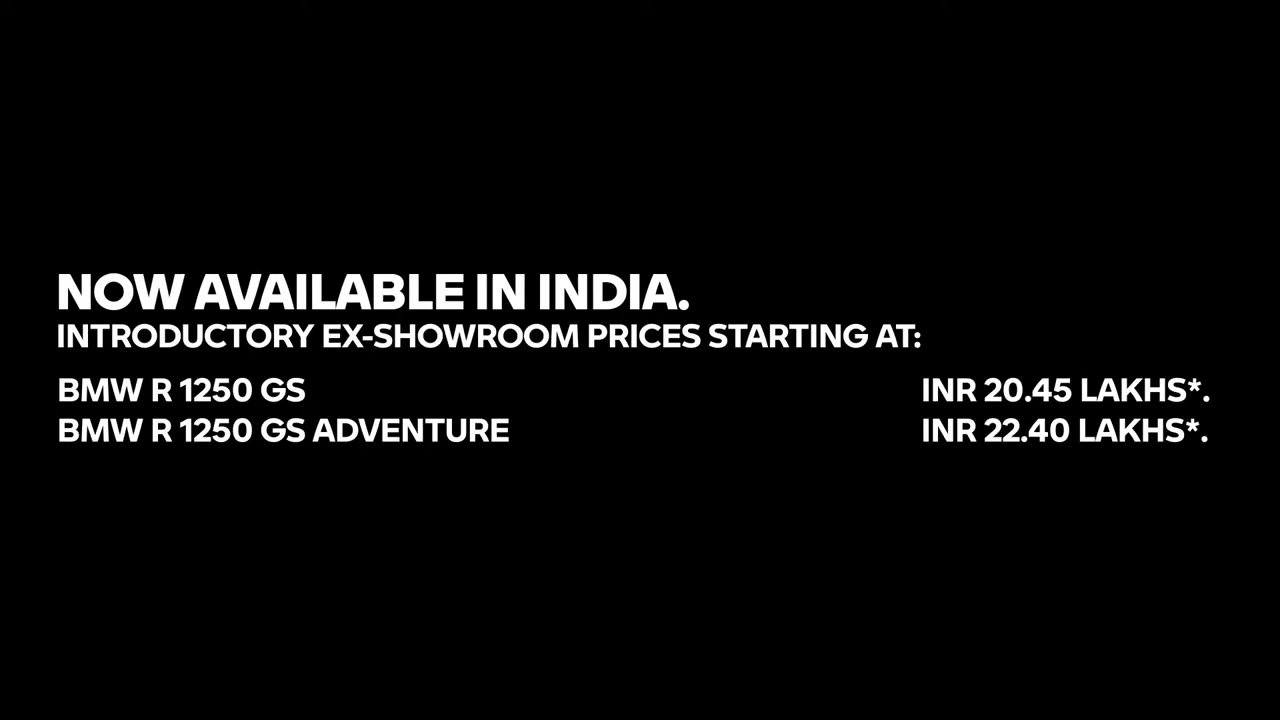 NOW AVAILABLE IN INDIA.
INTRODUCTORY EX-SHOWROOM PRICES STARTING AT:
BMW R 1250 GS INR 20.45 LAKHS*.
BMW R 1250 GS ADVENTURE INR 22.40 LAKHS*.